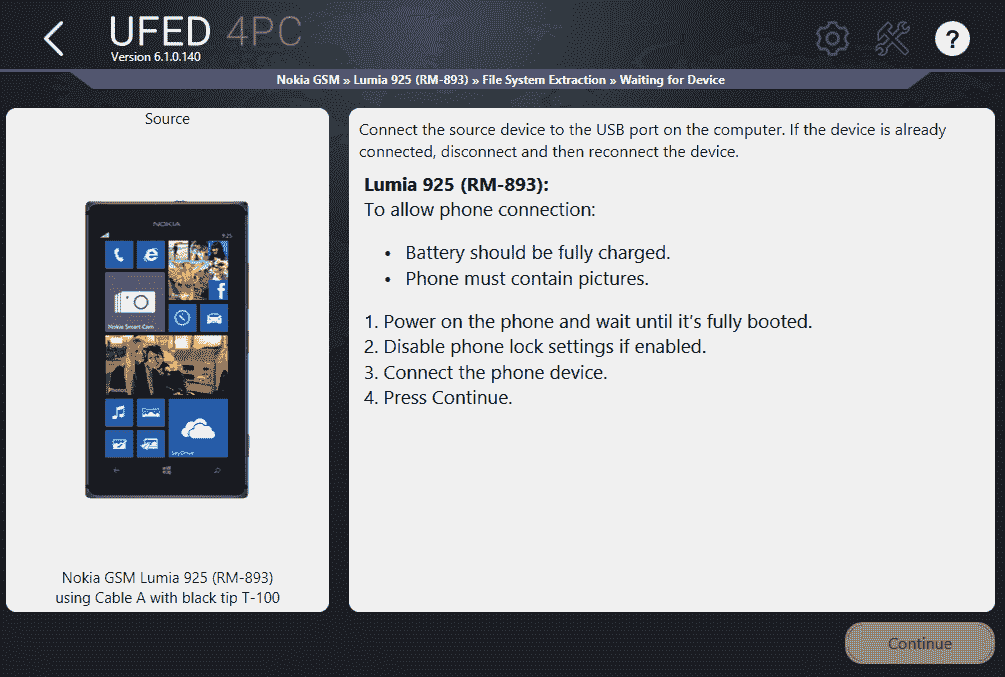 UFED 4PC
Version 6.1.0.140
?
Nokia GSM » Lumia 925 (RM-893) » File System Extraction » Waiting for Device
Source
NOKIA
9:25
f
Nokia Smart Cam
SkyDrive
Nokia GSM Lumia 925 (RM-893)
using Cable A with black tip T-100
Connect the source device to the USB port on the computer. If the device is already
connected, disconnect and then reconnect the device.
Lumia 925 (RM-893):
To allow phone connection:
• Battery should be fully charged.
• Phone must contain pictures.
1. Power on the phone and wait until it's fully booted.
2. Disable phone lock settings if enabled.
3. Connect the phone device.
4. Press Continue.
Continue